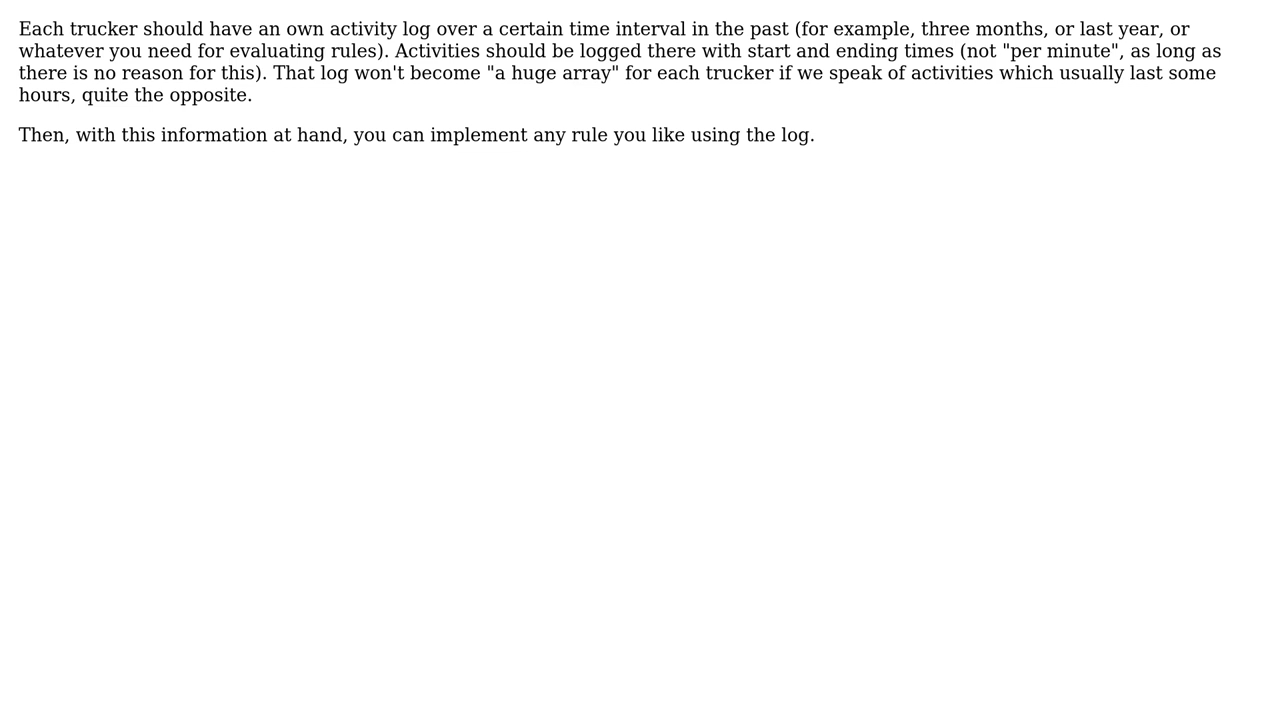 Each trucker should have an own activity log over a certain time interval in the past (for example, three months, or last year, or
whatever you need for evaluating rules). Activities should be logged there with start and ending times (not "per minute", as long as
there is no reason for this). That log won't become "a huge array" for each trucker if we speak of activities which usually last some
hours, quite the opposite.
Then, with this information at hand, you can implement any rule you like using the log.